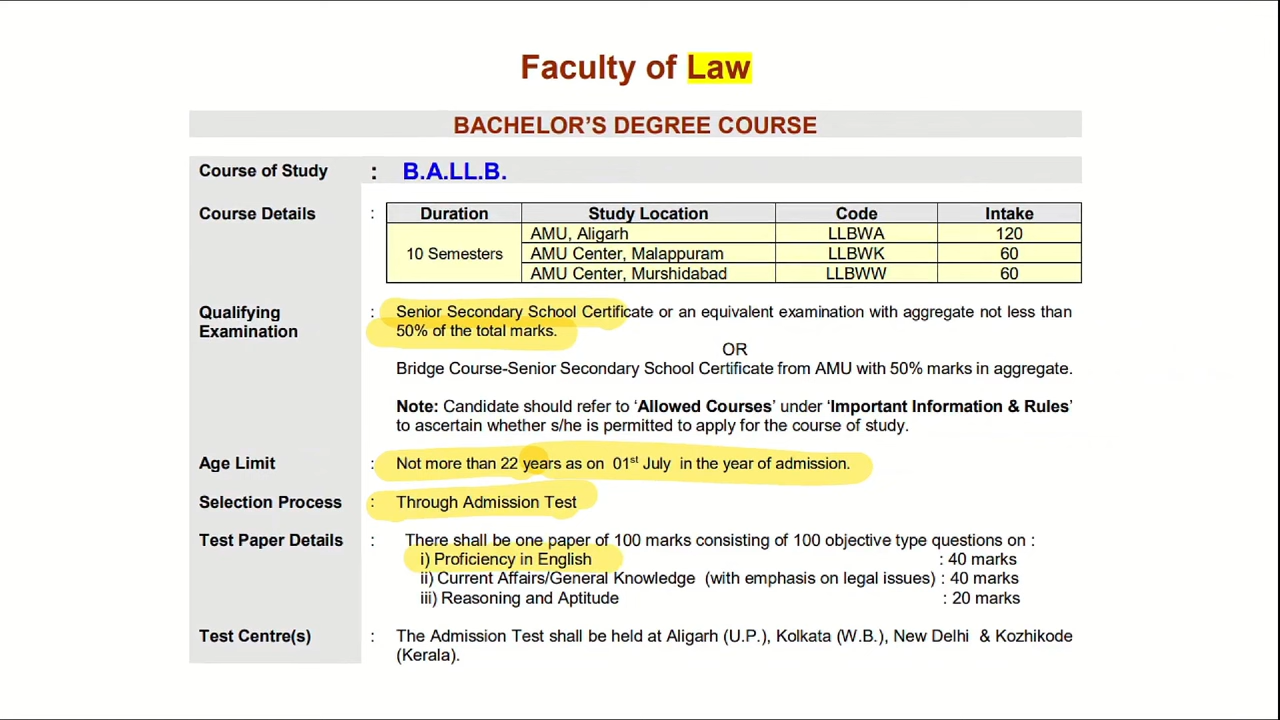 Faculty of Law
BACHELOR'S DEGREE COURSE
Course of Study : B.A.LL.B.
Course Details :
Duration Study Location Code Intake
10 Semesters
AMU, Aligarh LLBWA 120
AMU Center, Malappuram LLBWK 60
AMU Center, Murshidabad LLBWW 60
Qualifying Examination : Senior Secondary School Certificate or an equivalent examination with aggregate not less than
50% of the total marks.
OR
Bridge Course-Senior Secondary School Certificate from AMU with 50% marks in aggregate.
Note: Candidate should refer to ‘Allowed Courses’ under ‘Important Information & Rules’
to ascertain whether s/he is permitted to apply for the course of study.
Age Limit : Not more than 22 years as on 01st July in the year of admission.
Selection Process : Through Admission Test
Test Paper Details : There shall be one paper of 100 marks consisting of 100 objective type questions on :
i) Proficiency in English : 40 marks
ii) Current Affairs/General Knowledge (with emphasis on legal issues) : 40 marks
iii) Reasoning and Aptitude : 20 marks
Test Centre(s) : The Admission Test shall be held at Aligarh (U.P.), Kolkata (W.B.), New Delhi & Kozhikode
(Kerala).